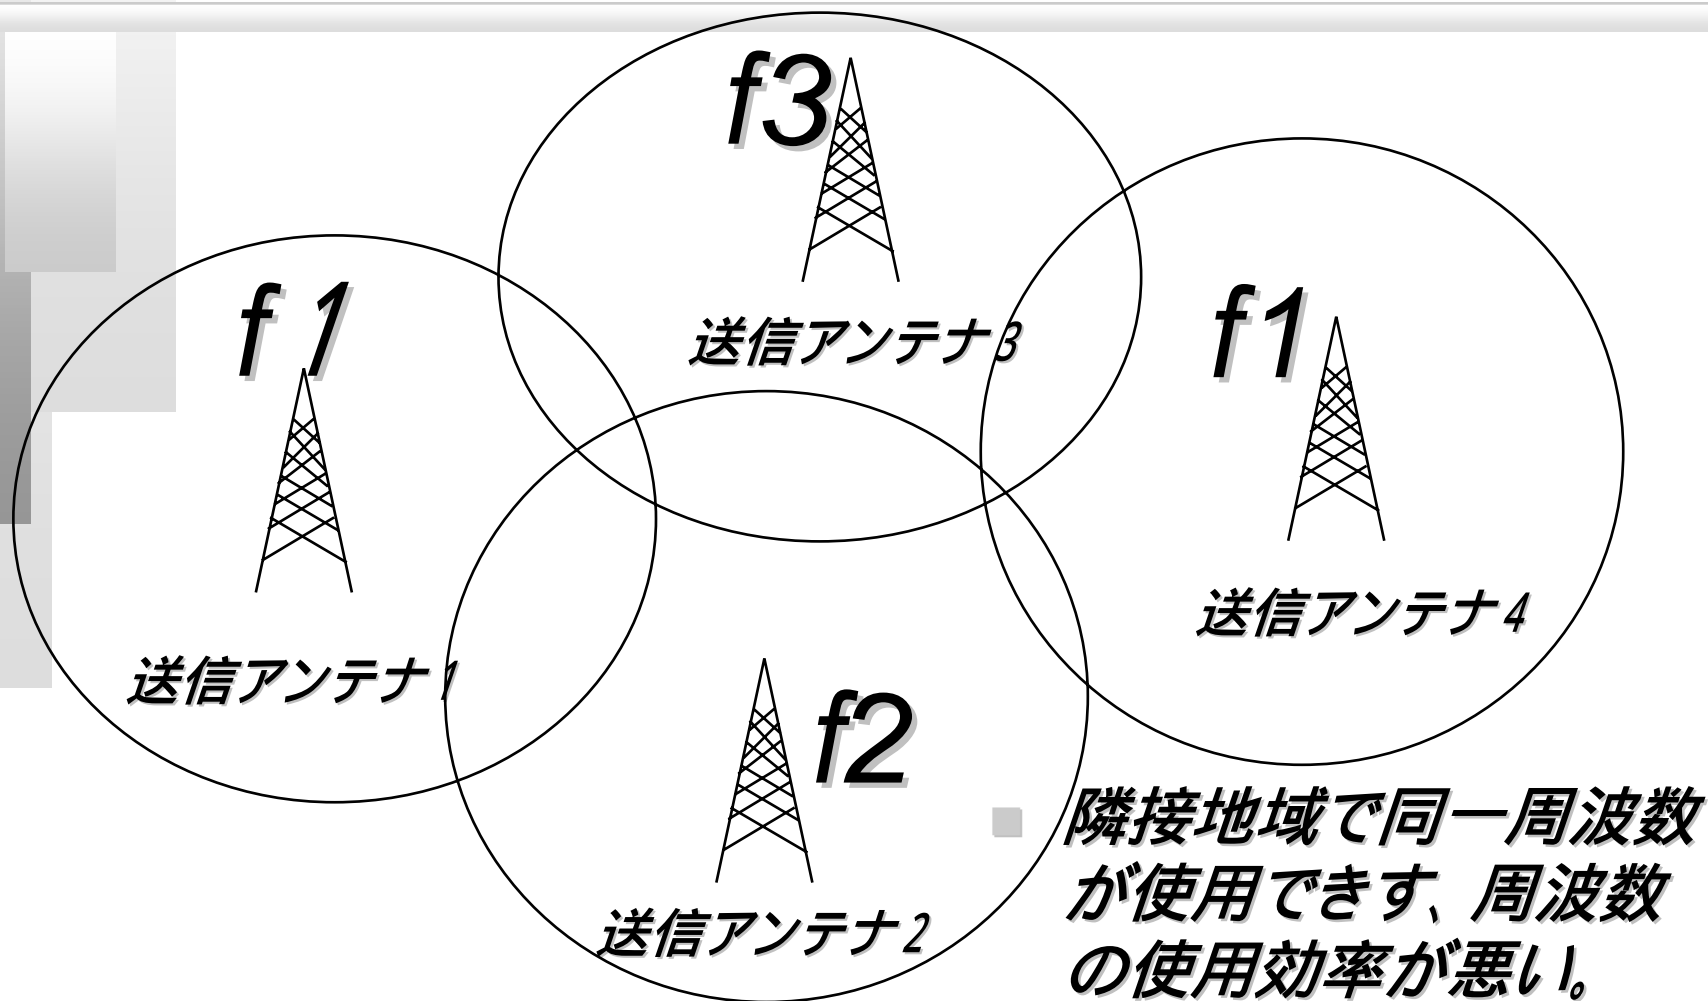 f3
送信アンテナ3
f1
送信アンテナ1
f1
送信アンテナ4
f2
送信アンテナ2
隣接地域で同一周波数
が使用できす、周波数
の使用効率が悪い。